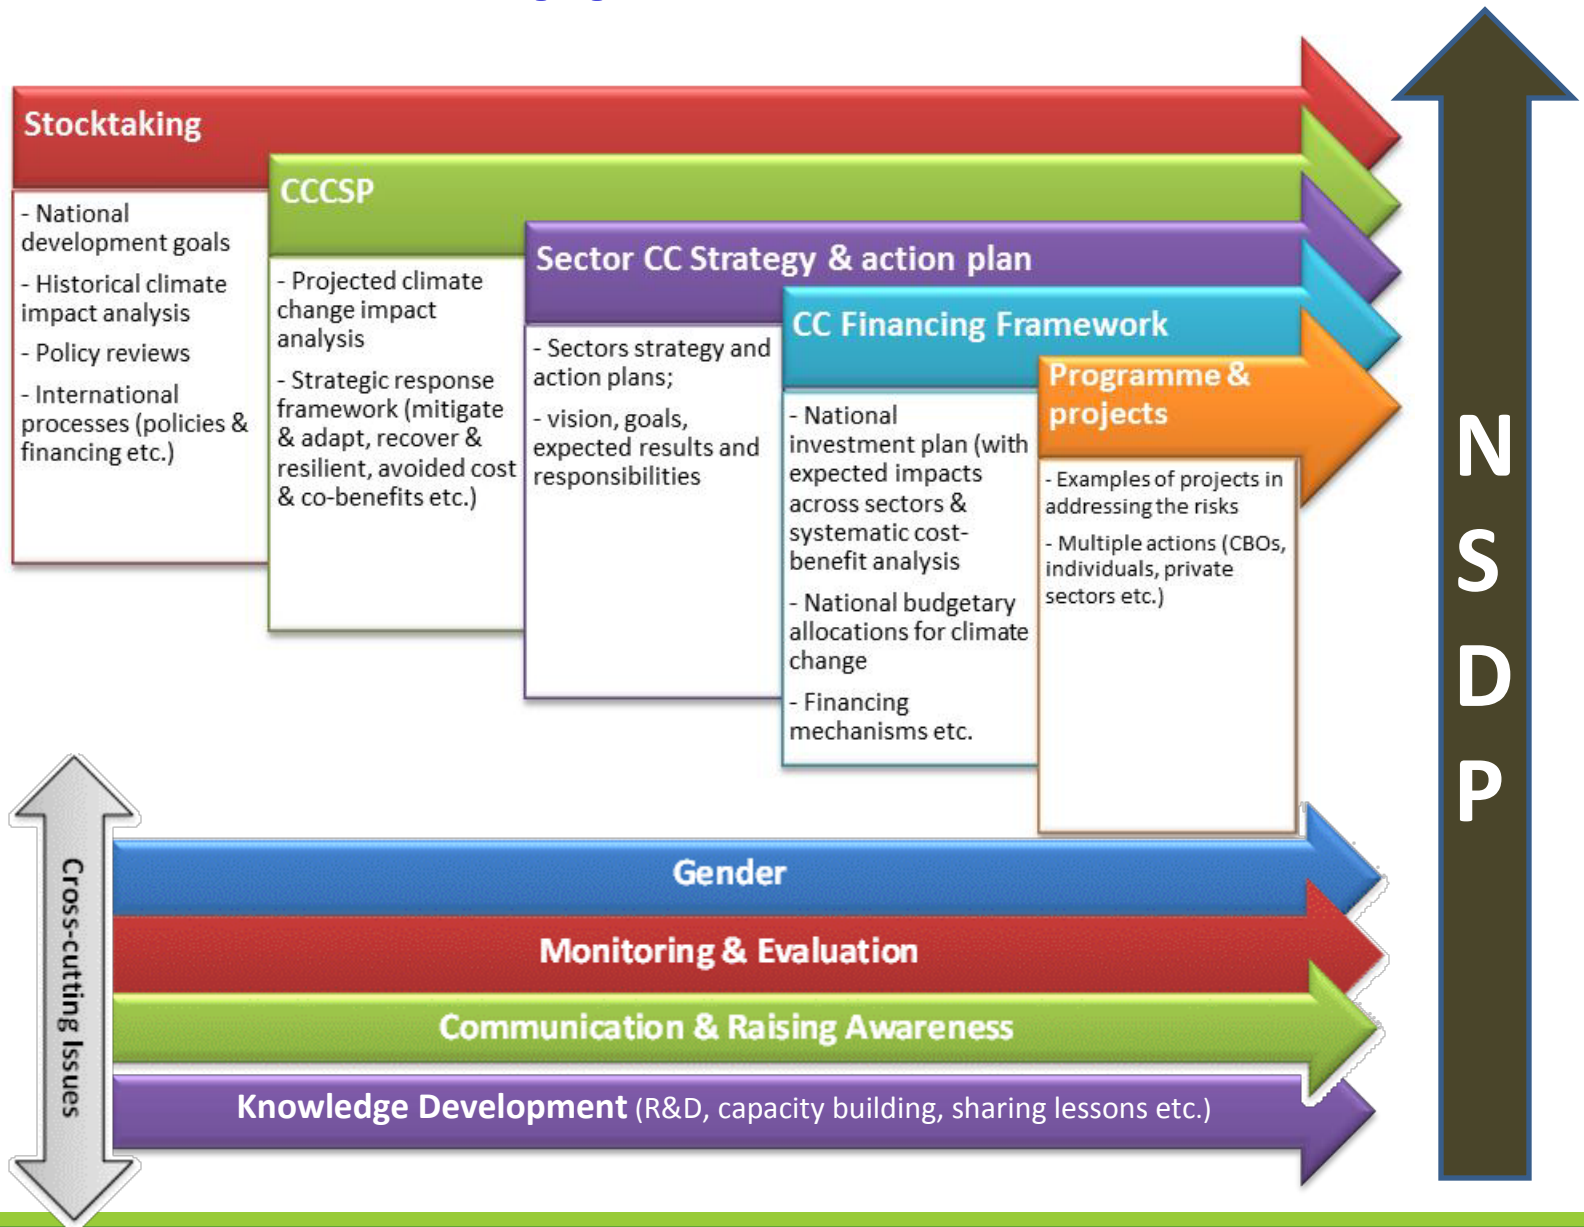 Stocktaking
- National
development goals
- Historical climate
impact analysis
- Policy reviews
- International
processes (policies &
financing etc.)
CCCSP
- Projected climate
change impact
analysis
- Strategic response
framework (mitigate
& adapt, recover &
resilient, avoided cost
& co-benefits etc.)
Sector CC Strategy & action plan
- Sectors strategy and
action plans;
- vision, goals,
expected results and
responsibilities
CC Financing Framework
- National
investment plan (with
expected impacts
across sectors &
systematic cost-
benefit analysis
- National budgetary
allocations for climate
change
- Financing
mechanisms etc.
Programme &
projects
- Examples of projects in
addressing the risks
- Multiple actions (CBOs,
individuals, private
sectors etc.)
N
S
D
P
Cross-cutting Issues
Gender
Monitoring & Evaluation
Communication & Raising Awareness
Knowledge Development (R&D, capacity building, sharing lessons etc.)